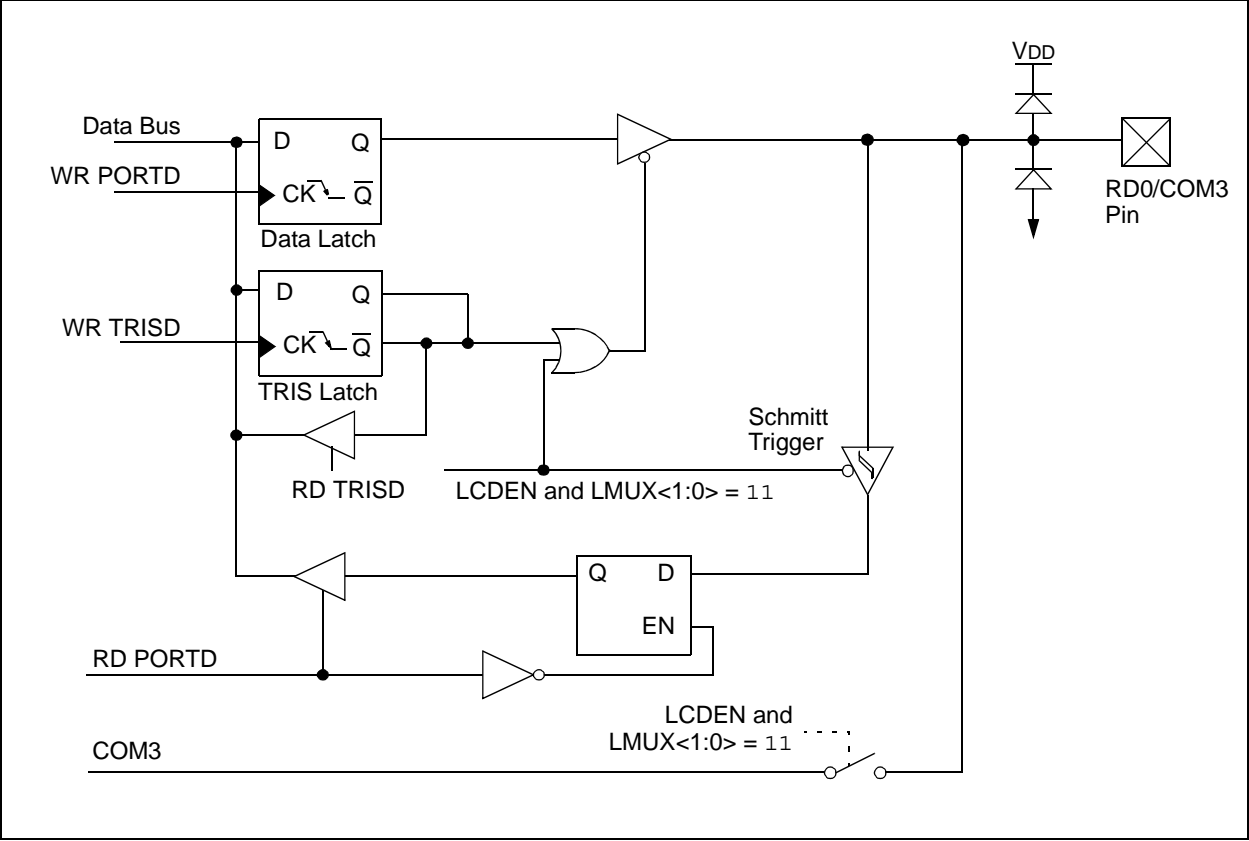 VDD
Data Bus
D Q
WR PORTD
CK Q̅
RD0/COM3
Pin
Data Latch
D Q
WR TRISD
CK Q̅
TRIS Latch
Schmitt
Trigger
RD TRISD
LCDEN and LMUX<1:0> = 11
Q D
EN
RD PORTD
LCDEN and
LMUX<1:0> = 11
COM3